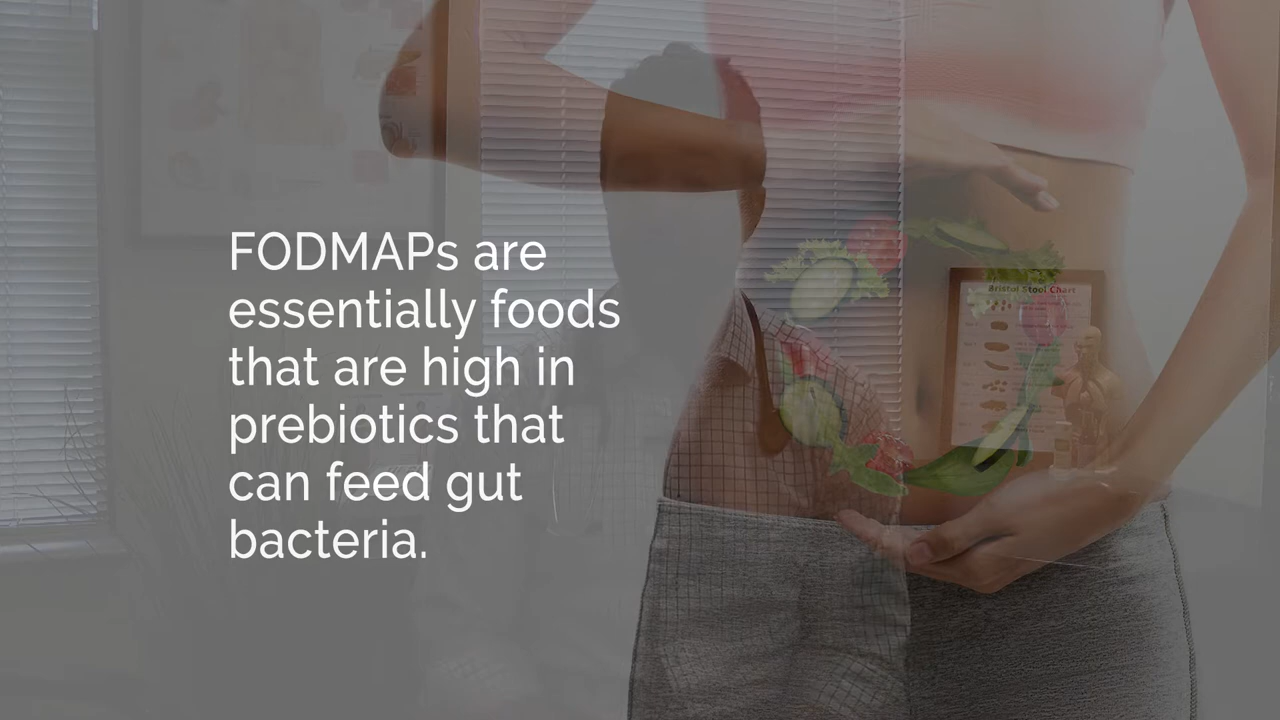 FODMAPs are
essentially foods
that are high in
prebiotics that
can feed gut
bacteria.
Bristol Stool Chart